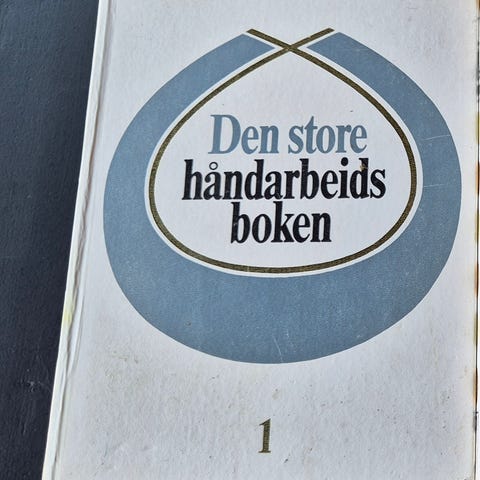 Den store
håndarbeids
boken
1